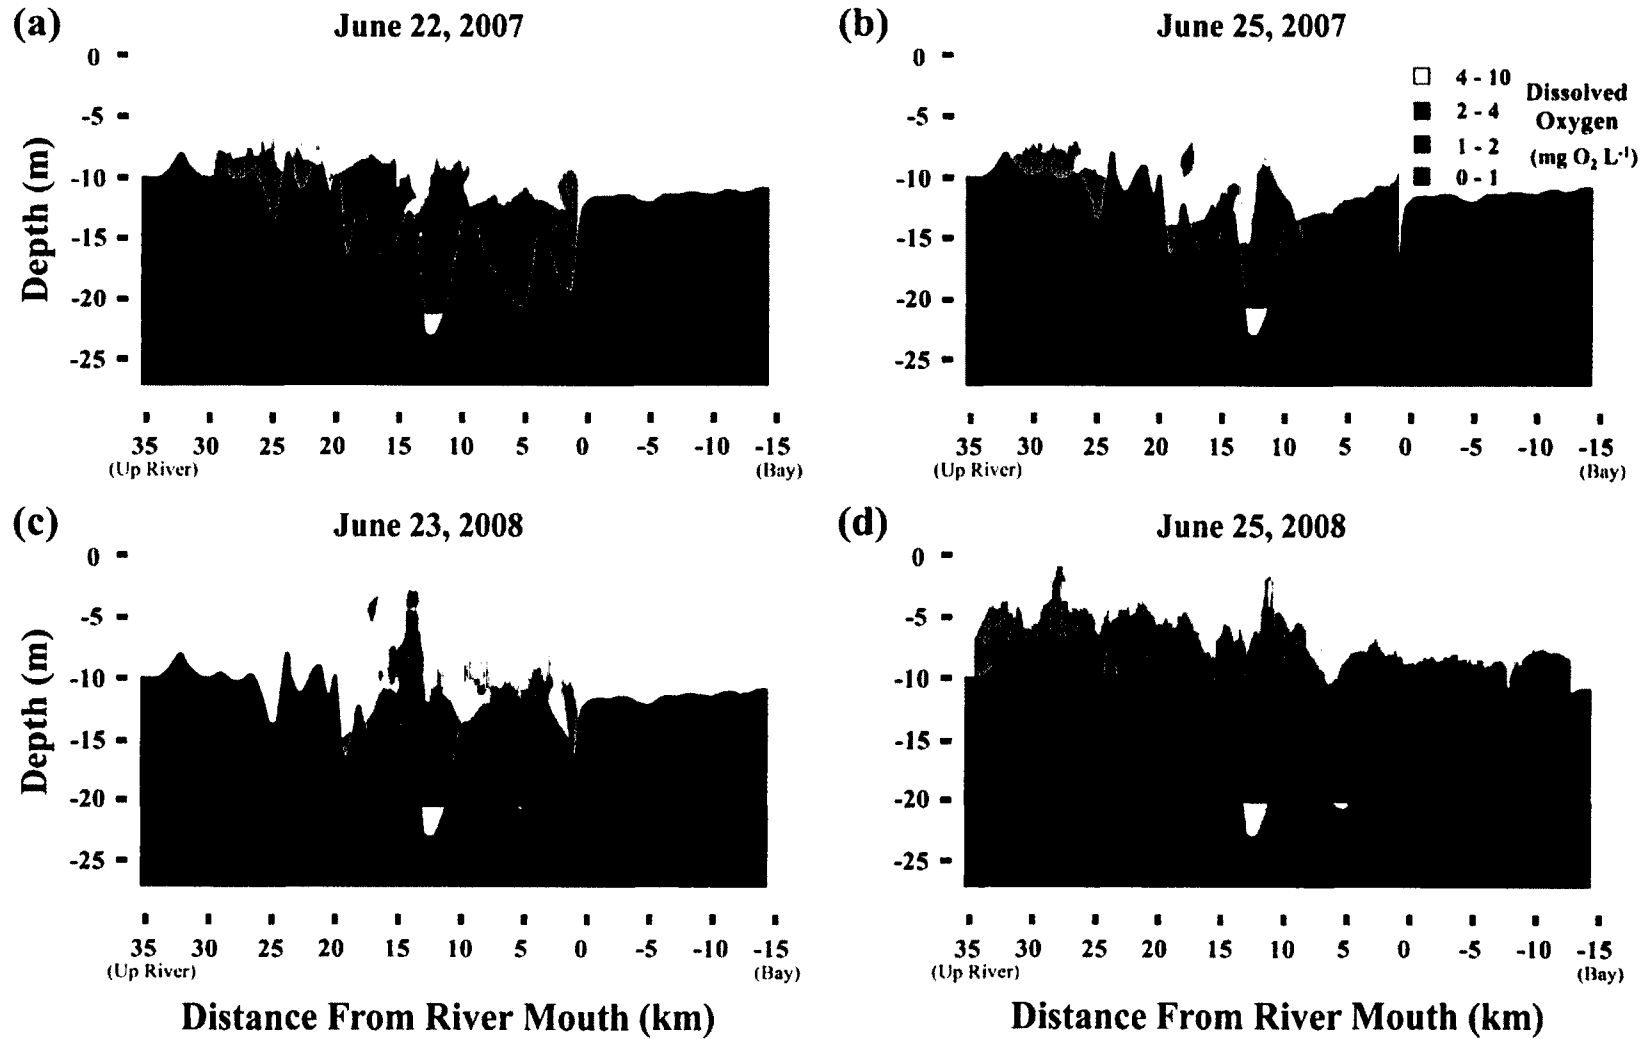 (a)
June 22, 2007
0
-5
-10
-15
-20
-25
Depth (m)
35 30 25 20 15 10 5 0 -5 -10 -15
(Up River) (Bay)
(b)
June 25, 2007
0
-5
-10
-15
-20
-25
4 - 10
2 - 4
1 - 2
0 - 1
Dissolved
Oxygen
(mg O₂ L⁻¹)
35 30 25 20 15 10 5 0 -5 -10 -15
(Up River) (Bay)
(c)
June 23, 2008
0
-5
-10
-15
-20
-25
Depth (m)
35 30 25 20 15 10 5 0 -5 -10 -15
(Up River) (Bay)
Distance From River Mouth (km)
(d)
June 25, 2008
0
-5
-10
-15
-20
-25
35 30 25 20 15 10 5 0 -5 -10 -15
(Up River) (Bay)
Distance From River Mouth (km)